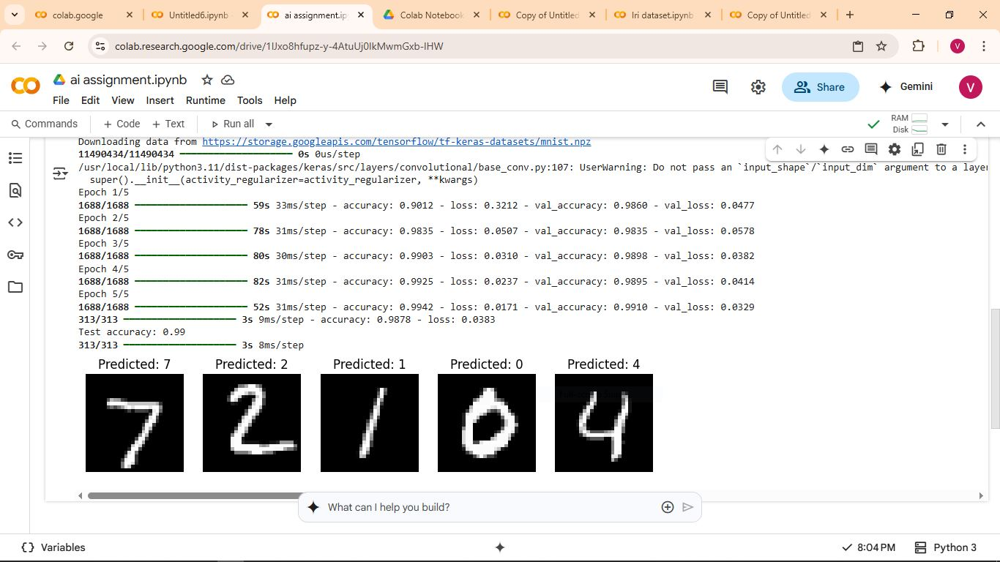 colab.google
Untitled6.ipynb
ai assignment.ip
Colab Notebook
Copy of Untitled
Iri dataset.ipynb
Copy of Untitled
colab.research.google.com/drive/1IJxo8hfupz-y-4AtuUj0IkMwmGxb-IHW
V
ai assignment.ipynb
Share
Gemini
V
File Edit View Insert Runtime Tools Help
Commands + Code + Text Run all
RAM
Disk
Downloading data from https://storage.googleapis.com/tensorflow/tf-keras-datasets/mnist.npz
11490434/11490434 0s 0us/step
/usr/local/lib/python3.11/dist-packages/keras/src/layers/convolutional/base_conv.py:107: UserWarning: Do not pass an `input_shape`/`input_dim` argument to a layer
super().__init__(activity_regularizer=activity_regularizer, **kwargs)
Epoch 1/5
1688/1688 59s 33ms/step - accuracy: 0.9012 - loss: 0.3212 - val_accuracy: 0.9860 - val_loss: 0.0477
Epoch 2/5
1688/1688 78s 31ms/step - accuracy: 0.9835 - loss: 0.0507 - val_accuracy: 0.9835 - val_loss: 0.0578
Epoch 3/5
1688/1688 80s 30ms/step - accuracy: 0.9903 - loss: 0.0310 - val_accuracy: 0.9898 - val_loss: 0.0382
Epoch 4/5
1688/1688 82s 31ms/step - accuracy: 0.9925 - loss: 0.0237 - val_accuracy: 0.9895 - val_loss: 0.0414
Epoch 5/5
1688/1688 52s 31ms/step - accuracy: 0.9942 - loss: 0.0171 - val_accuracy: 0.9910 - val_loss: 0.0329
313/313 3s 9ms/step - accuracy: 0.9878 - loss: 0.0383
Test accuracy: 0.99
313/313 3s 8ms/step
Predicted: 7 Predicted: 2 Predicted: 1 Predicted: 0 Predicted: 4
7 2 1 0 4
What can I help you build?
{} Variables
8:04 PM
Python 3